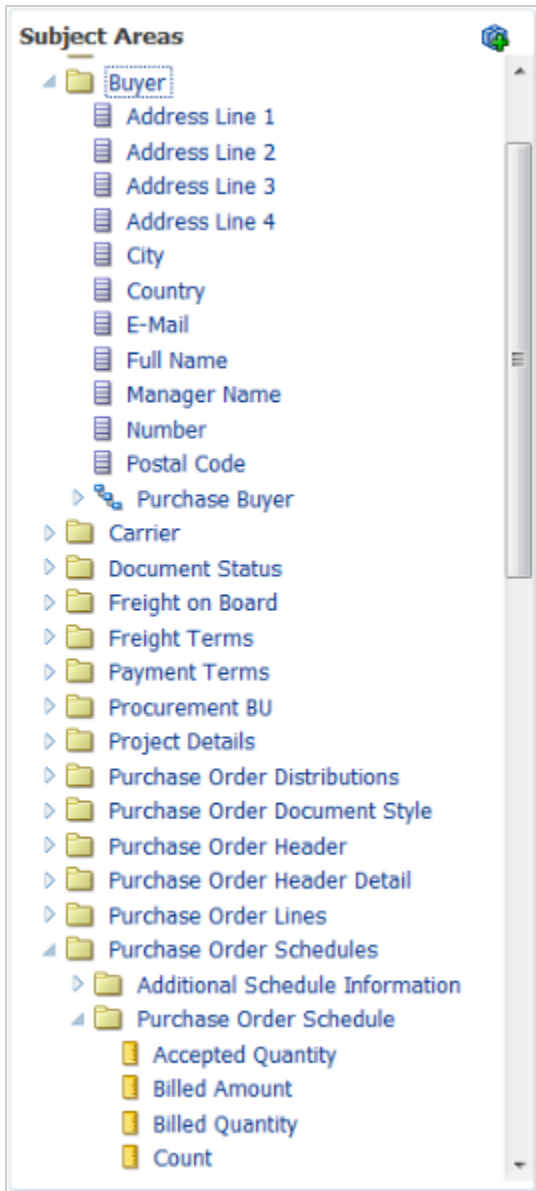 Subject Areas
Buyer
Address Line 1
Address Line 2
Address Line 3
Address Line 4
City
Country
E-Mail
Full Name
Manager Name
Number
Postal Code
Purchase Buyer
Carrier
Document Status
Freight on Board
Freight Terms
Payment Terms
Procurement BU
Project Details
Purchase Order Distributions
Purchase Order Document Style
Purchase Order Header
Purchase Order Header Detail
Purchase Order Lines
Purchase Order Schedules
Additional Schedule Information
Purchase Order Schedule
Accepted Quantity
Billed Amount
Billed Quantity
Count